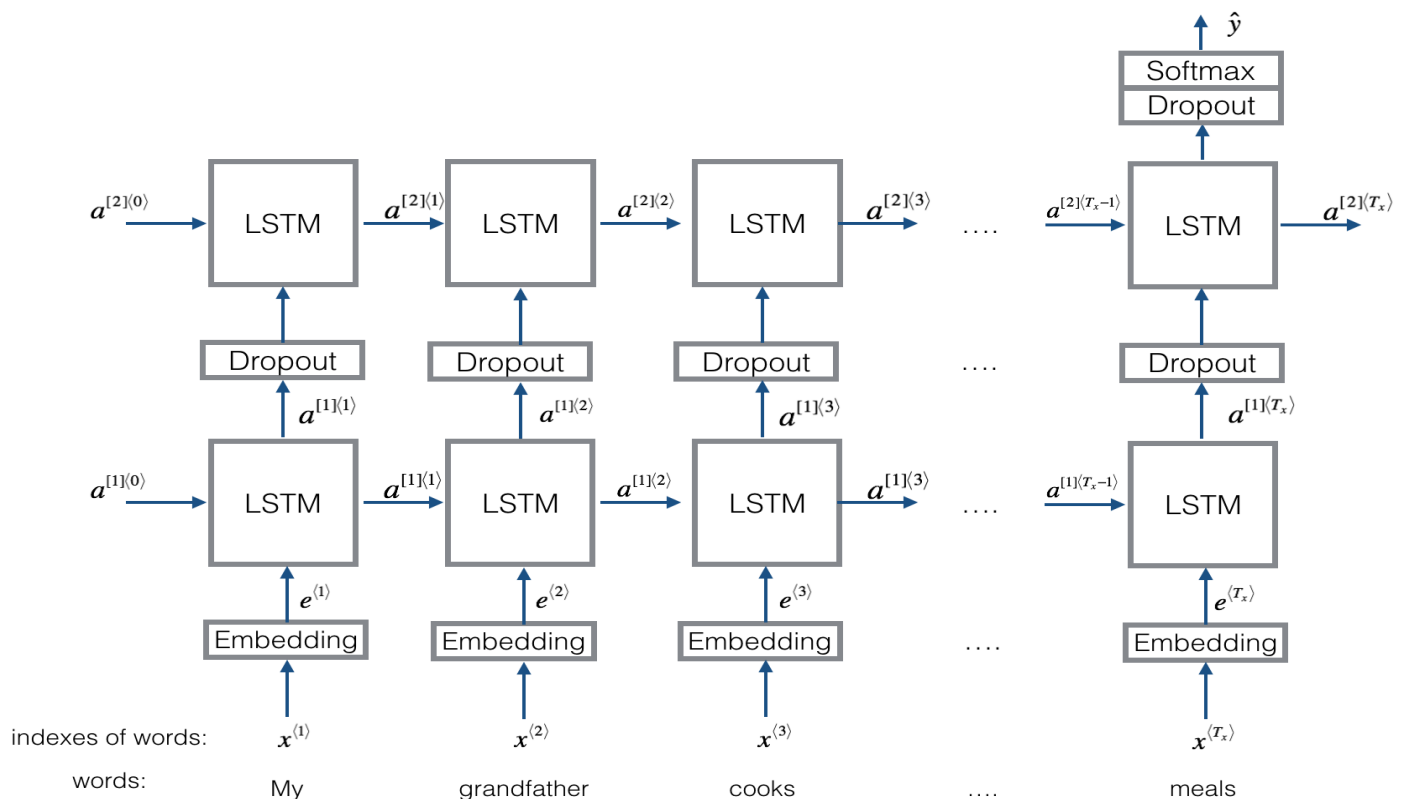 ŷ
Softmax
Dropout
a[2]⟨0⟩ LSTM a[2]⟨1⟩ LSTM a[2]⟨2⟩ LSTM a[2]⟨3⟩ .... a[2]⟨Tx−1⟩ LSTM a[2]⟨Tx⟩
Dropout Dropout Dropout .... Dropout
a[1]⟨1⟩ a[1]⟨2⟩ a[1]⟨3⟩ a[1]⟨Tx⟩
a[1]⟨0⟩ LSTM a[1]⟨1⟩ LSTM a[1]⟨2⟩ LSTM a[1]⟨3⟩ .... a[1]⟨Tx−1⟩ LSTM
e⟨1⟩ e⟨2⟩ e⟨3⟩ e⟨Tx⟩
Embedding Embedding Embedding .... Embedding
indexes of words: x⟨1⟩ x⟨2⟩ x⟨3⟩ x⟨Tx⟩
words: My grandfather cooks .... meals